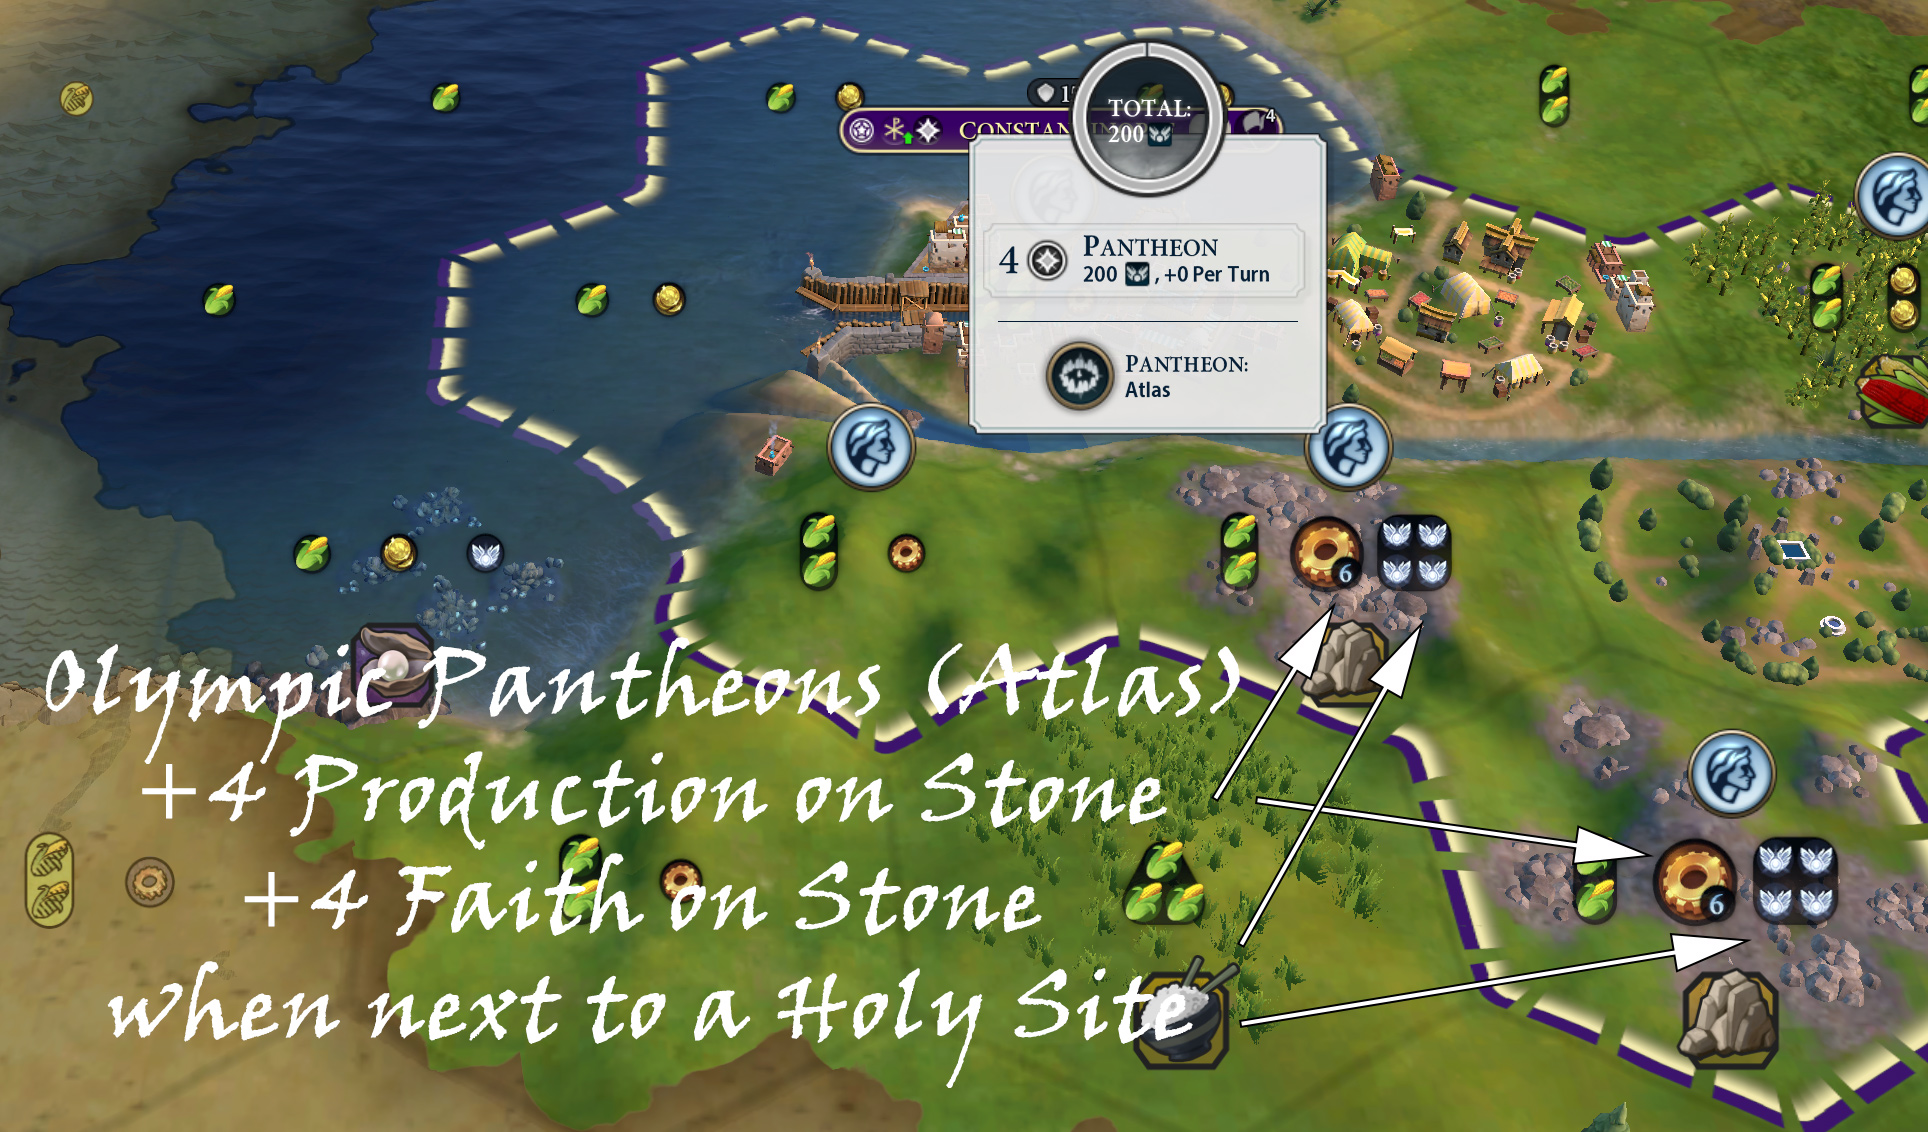 TOTAL:
200
4
4 PANTHEON
200 , +0 Per Turn
PANTHEON:
Atlas
6
Olympic Pantheons (Atlas)
+4 Production on Stone
6
+4 Faith on Stone
when next to a Holy Site